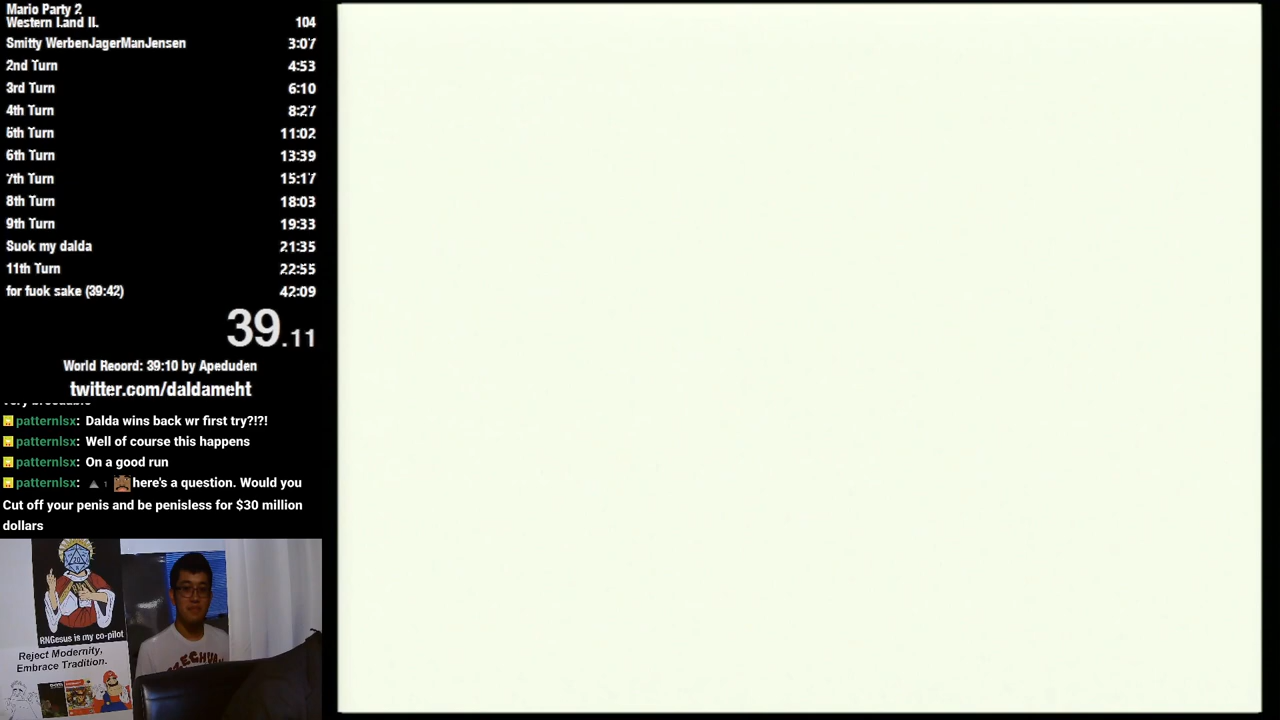 Mario Party 2
Western Land II.
104
Smitty WerbenJagerManJensen 3:07
2nd Turn 4:53
3rd Turn 6:10
4th Turn 8:27
5th Turn 11:02
6th Turn 13:39
7th Turn 15:17
8th Turn 18:03
9th Turn 19:33
Suok my dalda 21:35
11th Turn 22:55
for fuok sake (39:42) 42:09
39.11
World Reoord: 39:10 by Apeduden
twitter.com/daldameht
patternlsx: Dalda wins back wr first try?!?!
patternlsx: Well of course this happens
patternlsx: On a good run
patternlsx: 1 here's a question. Would you
Cut off your penis and be penisless for $30 million
dollars
RNGesus is my co-pilot
Reject Modernity,
Embrace Tradition.